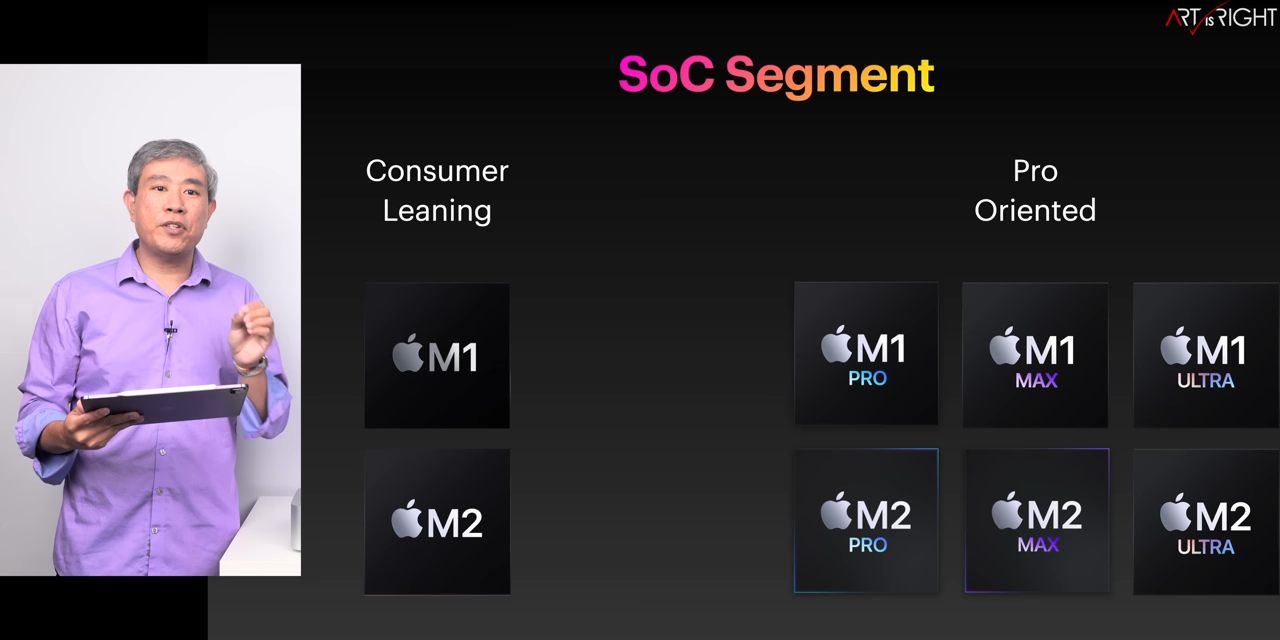 ART IS RIGHT
SoC Segment
Consumer
Leaning
Pro
Oriented
M1
M1
PRO
M1
MAX
M1
ULTRA
M2
M2
PRO
M2
MAX
M2
ULTRA